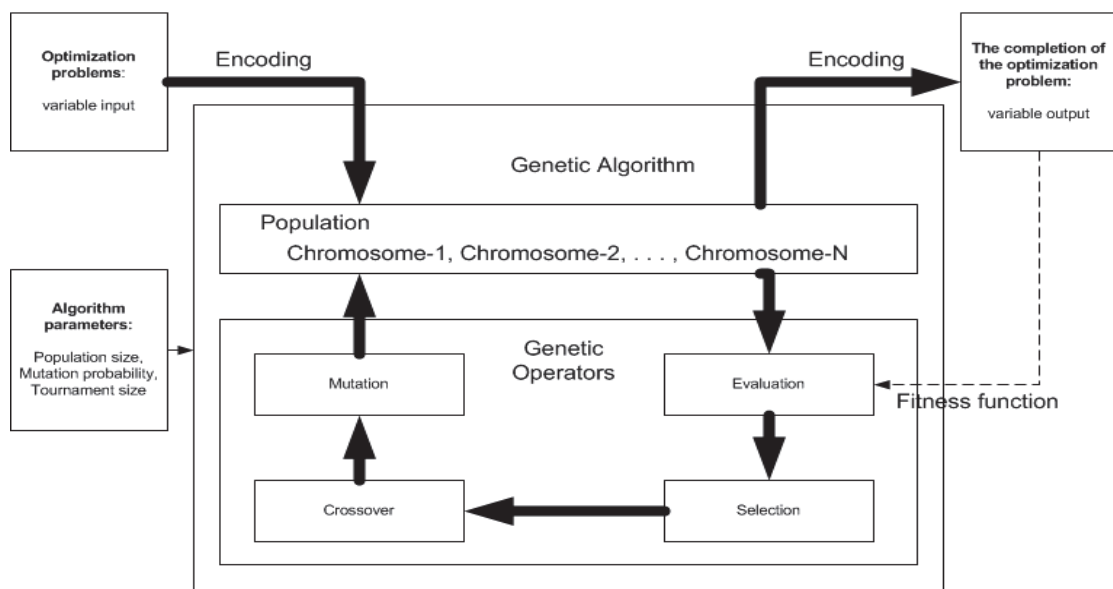 Optimization
problems:
variable input
Encoding
Encoding
The completion of
the optimization
problem:
variable output
Genetic Algorithm
Population
Chromosome-1, Chromosome-2, . . . , Chromosome-N
Algorithm
parameters:
Population size,
Mutation probability,
Tournament size
Genetic
Operators
Mutation
Evaluation
Fitness function
Crossover
Selection